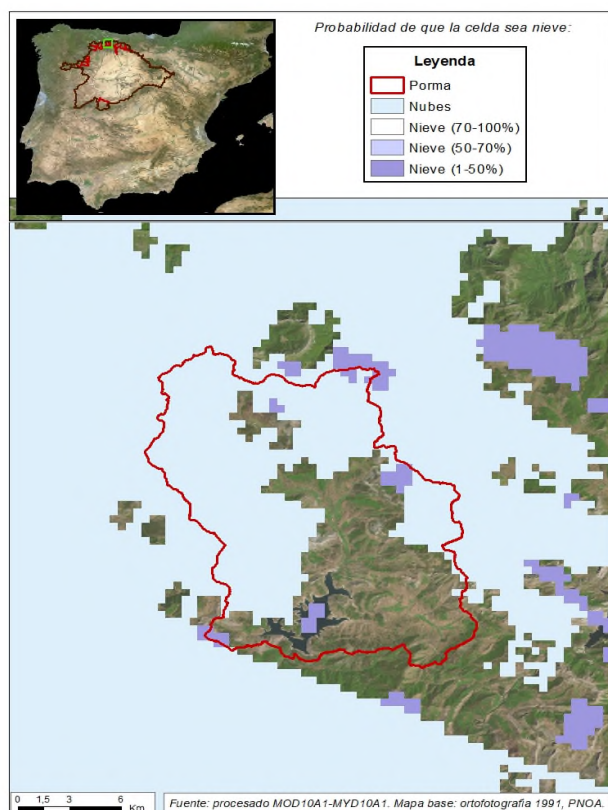 Probabilidad de que la celda sea nieve:
Leyenda
Porma
Nubes
Nieve (70-100%)
Nieve (50-70%)
Nieve (1-50%)
0 1,5 3 6
Km
Fuente: procesado MOD10A1-MYD10A1. Mapa base: ortofotografía 1991, PNOA